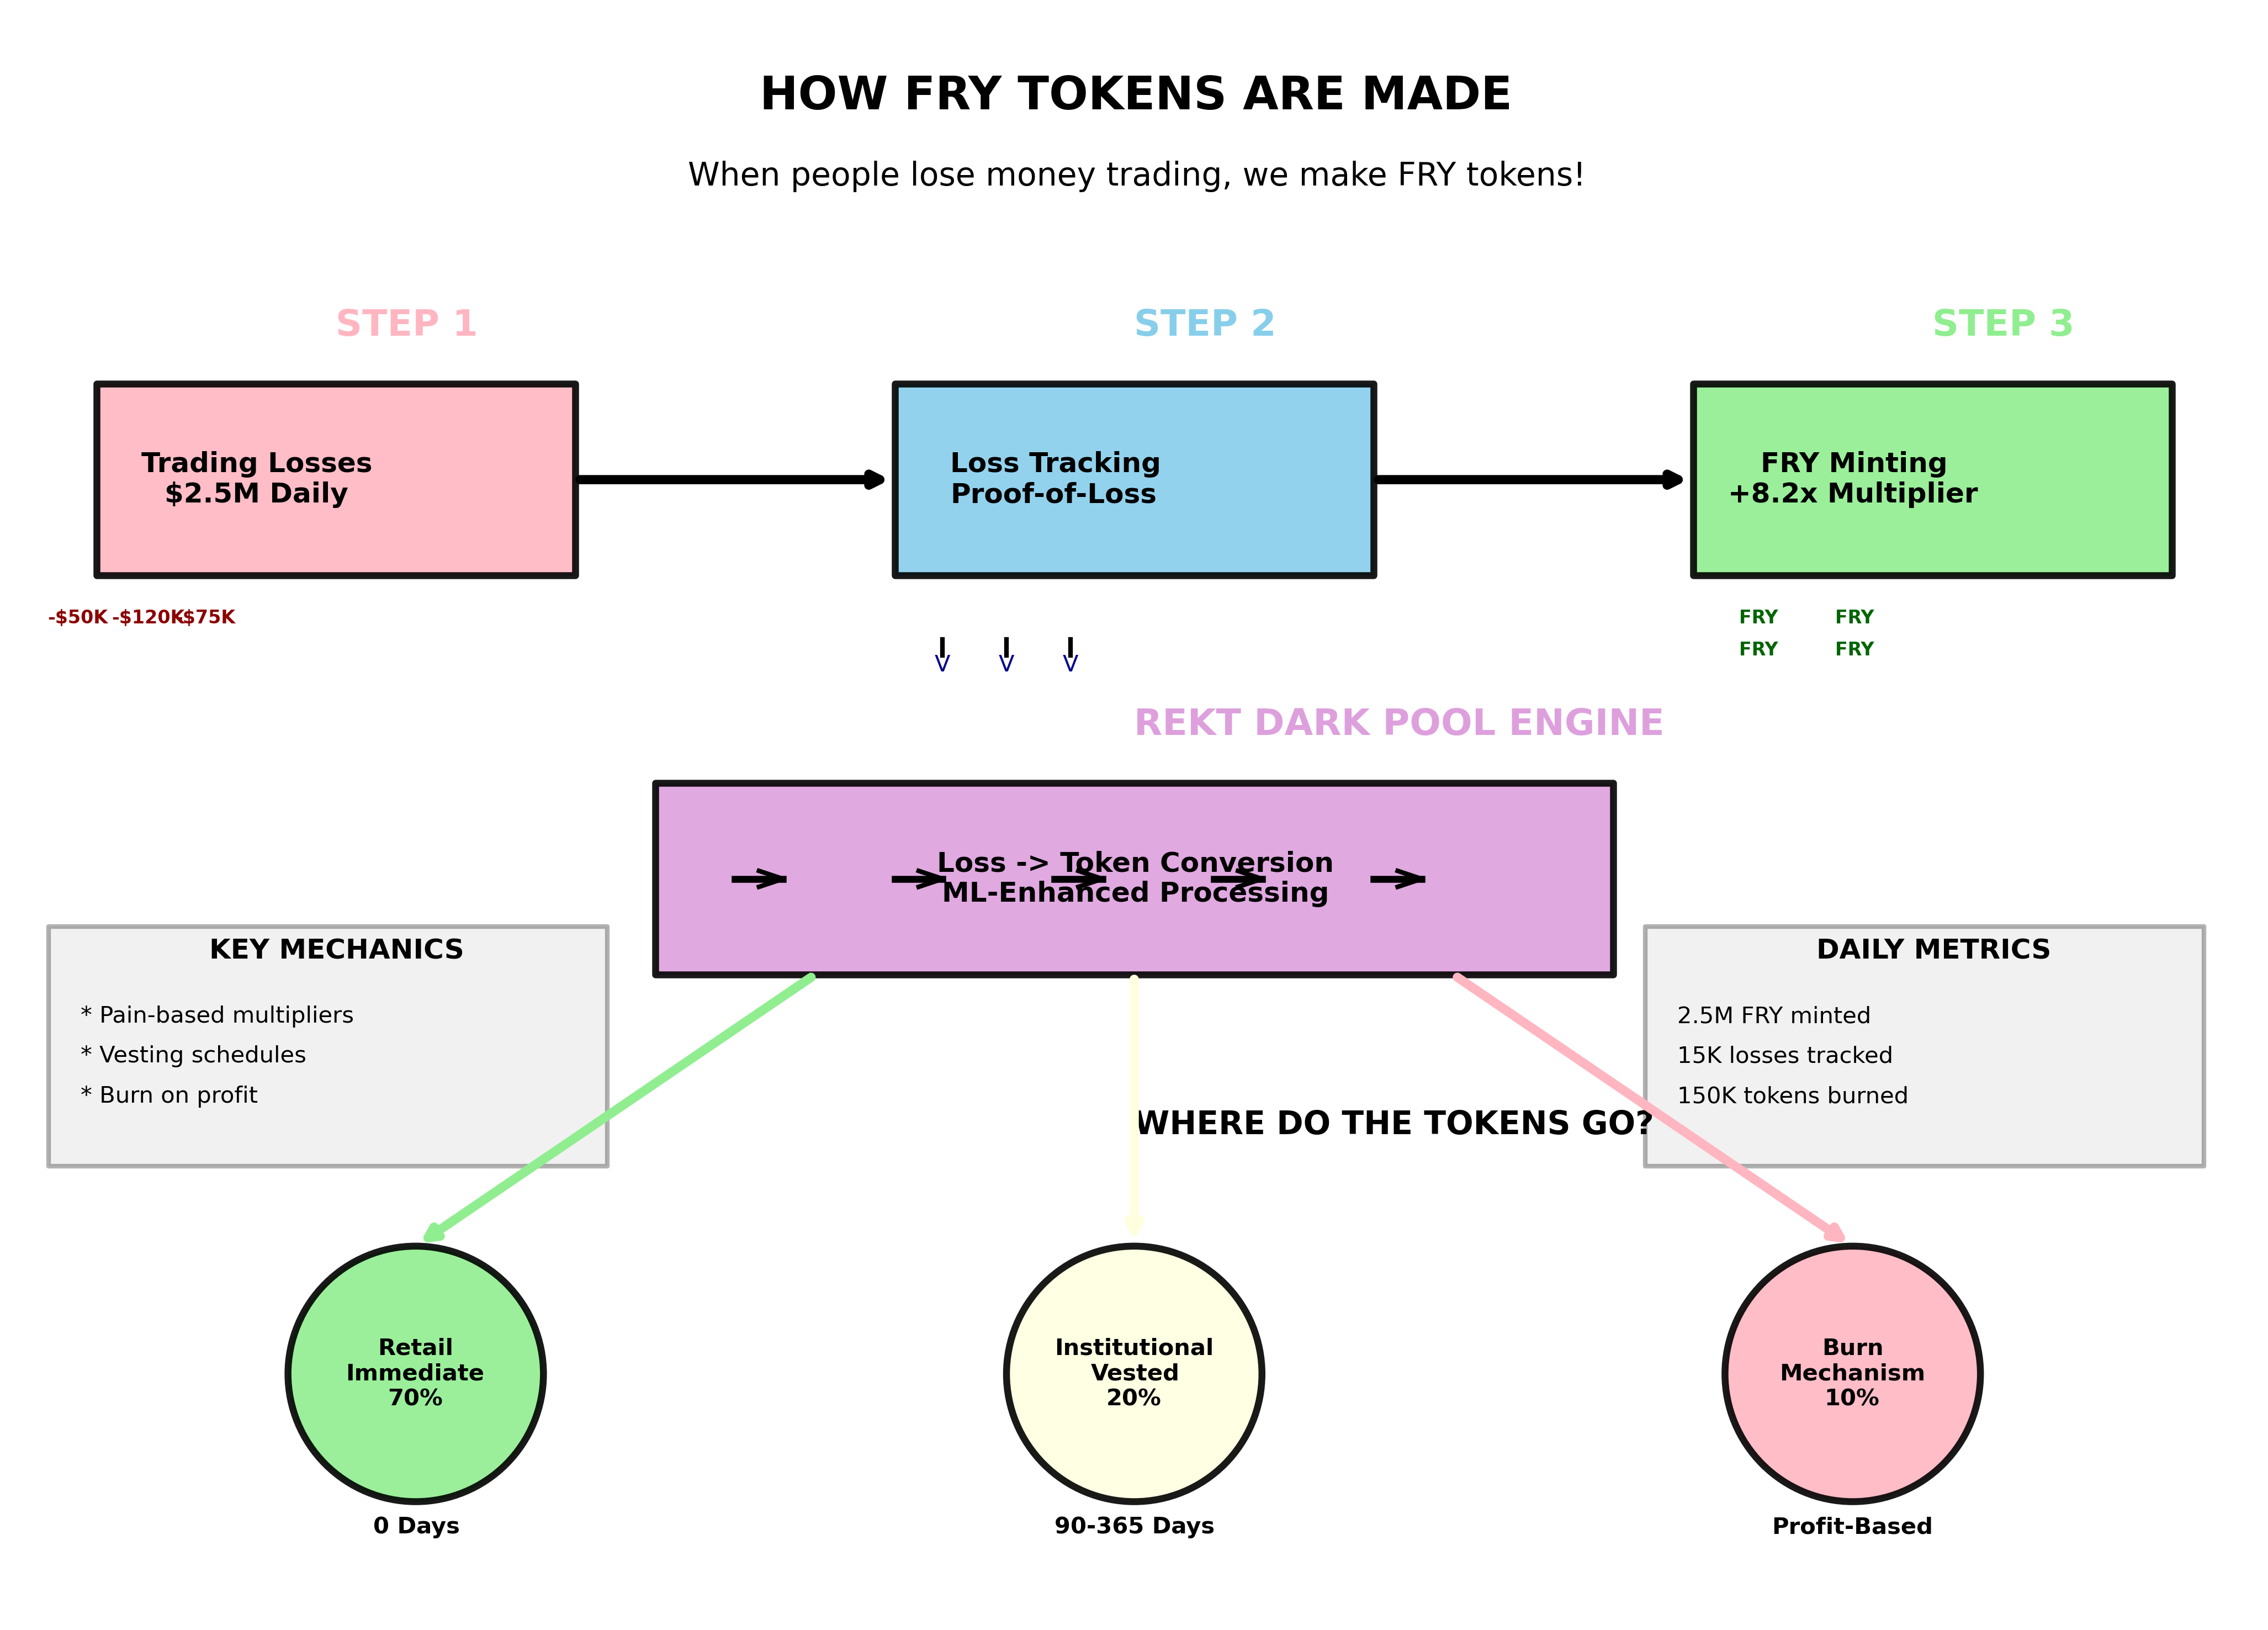 HOW FRY TOKENS ARE MADE
When people lose money trading, we make FRY tokens!
STEP 1
STEP 2
STEP 3
Trading Losses
$2.5M Daily
Loss Tracking
Proof-of-Loss
FRY Minting
+8.2x Multiplier
-$50K -$120K $75K
FRY FRY
FRY FRY
REKT DARK POOL ENGINE
Loss -> Token Conversion
ML-Enhanced Processing
KEY MECHANICS
* Pain-based multipliers
* Vesting schedules
* Burn on profit
DAILY METRICS
2.5M FRY minted
15K losses tracked
150K tokens burned
WHERE DO THE TOKENS GO?
Retail
Immediate
70%
0 Days
Institutional
Vested
20%
90-365 Days
Burn
Mechanism
10%
Profit-Based